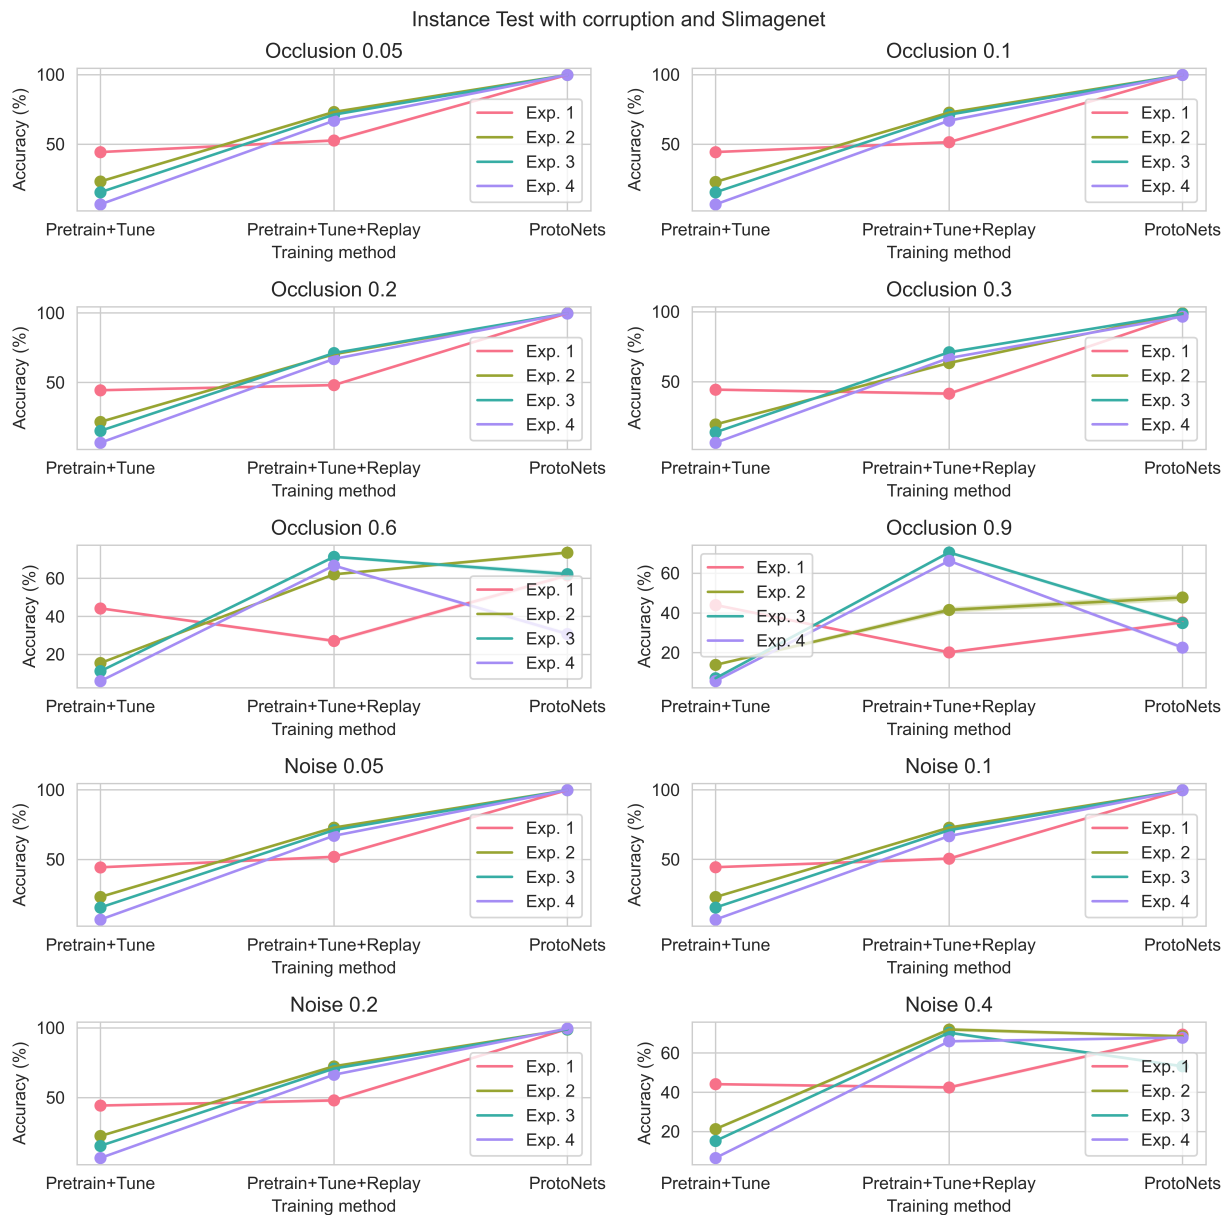 Instance Test with corruption and Slimagenet
Occlusion 0.05
Accuracy (%)
100
50
Exp. 1
Exp. 2
Exp. 3
Exp. 4
Pretrain+Tune
Pretrain+Tune+Replay
ProtoNets
Training method
Occlusion 0.1
Accuracy (%)
100
50
Exp. 1
Exp. 2
Exp. 3
Exp. 4
Pretrain+Tune
Pretrain+Tune+Replay
ProtoNets
Training method
Occlusion 0.2
Accuracy (%)
100
50
Exp. 1
Exp. 2
Exp. 3
Exp. 4
Pretrain+Tune
Pretrain+Tune+Replay
ProtoNets
Training method
Occlusion 0.3
Accuracy (%)
100
50
Exp. 1
Exp. 2
Exp. 3
Exp. 4
Pretrain+Tune
Pretrain+Tune+Replay
ProtoNets
Training method
Occlusion 0.6
Accuracy (%)
60
40
20
Exp. 1
Exp. 2
Exp. 3
Exp. 4
Pretrain+Tune
Pretrain+Tune+Replay
ProtoNets
Training method
Occlusion 0.9
Accuracy (%)
60
40
20
Exp. 1
Exp. 2
Exp. 3
Exp. 4
Pretrain+Tune
Pretrain+Tune+Replay
ProtoNets
Training method
Noise 0.05
Accuracy (%)
100
50
Exp. 1
Exp. 2
Exp. 3
Exp. 4
Pretrain+Tune
Pretrain+Tune+Replay
ProtoNets
Training method
Noise 0.1
Accuracy (%)
100
50
Exp. 1
Exp. 2
Exp. 3
Exp. 4
Pretrain+Tune
Pretrain+Tune+Replay
ProtoNets
Training method
Noise 0.2
Accuracy (%)
100
50
Exp. 1
Exp. 2
Exp. 3
Exp. 4
Pretrain+Tune
Pretrain+Tune+Replay
ProtoNets
Training method
Noise 0.4
Accuracy (%)
60
40
20
Exp. 1
Exp. 2
Exp. 3
Exp. 4
Pretrain+Tune
Pretrain+Tune+Replay
ProtoNets
Training method